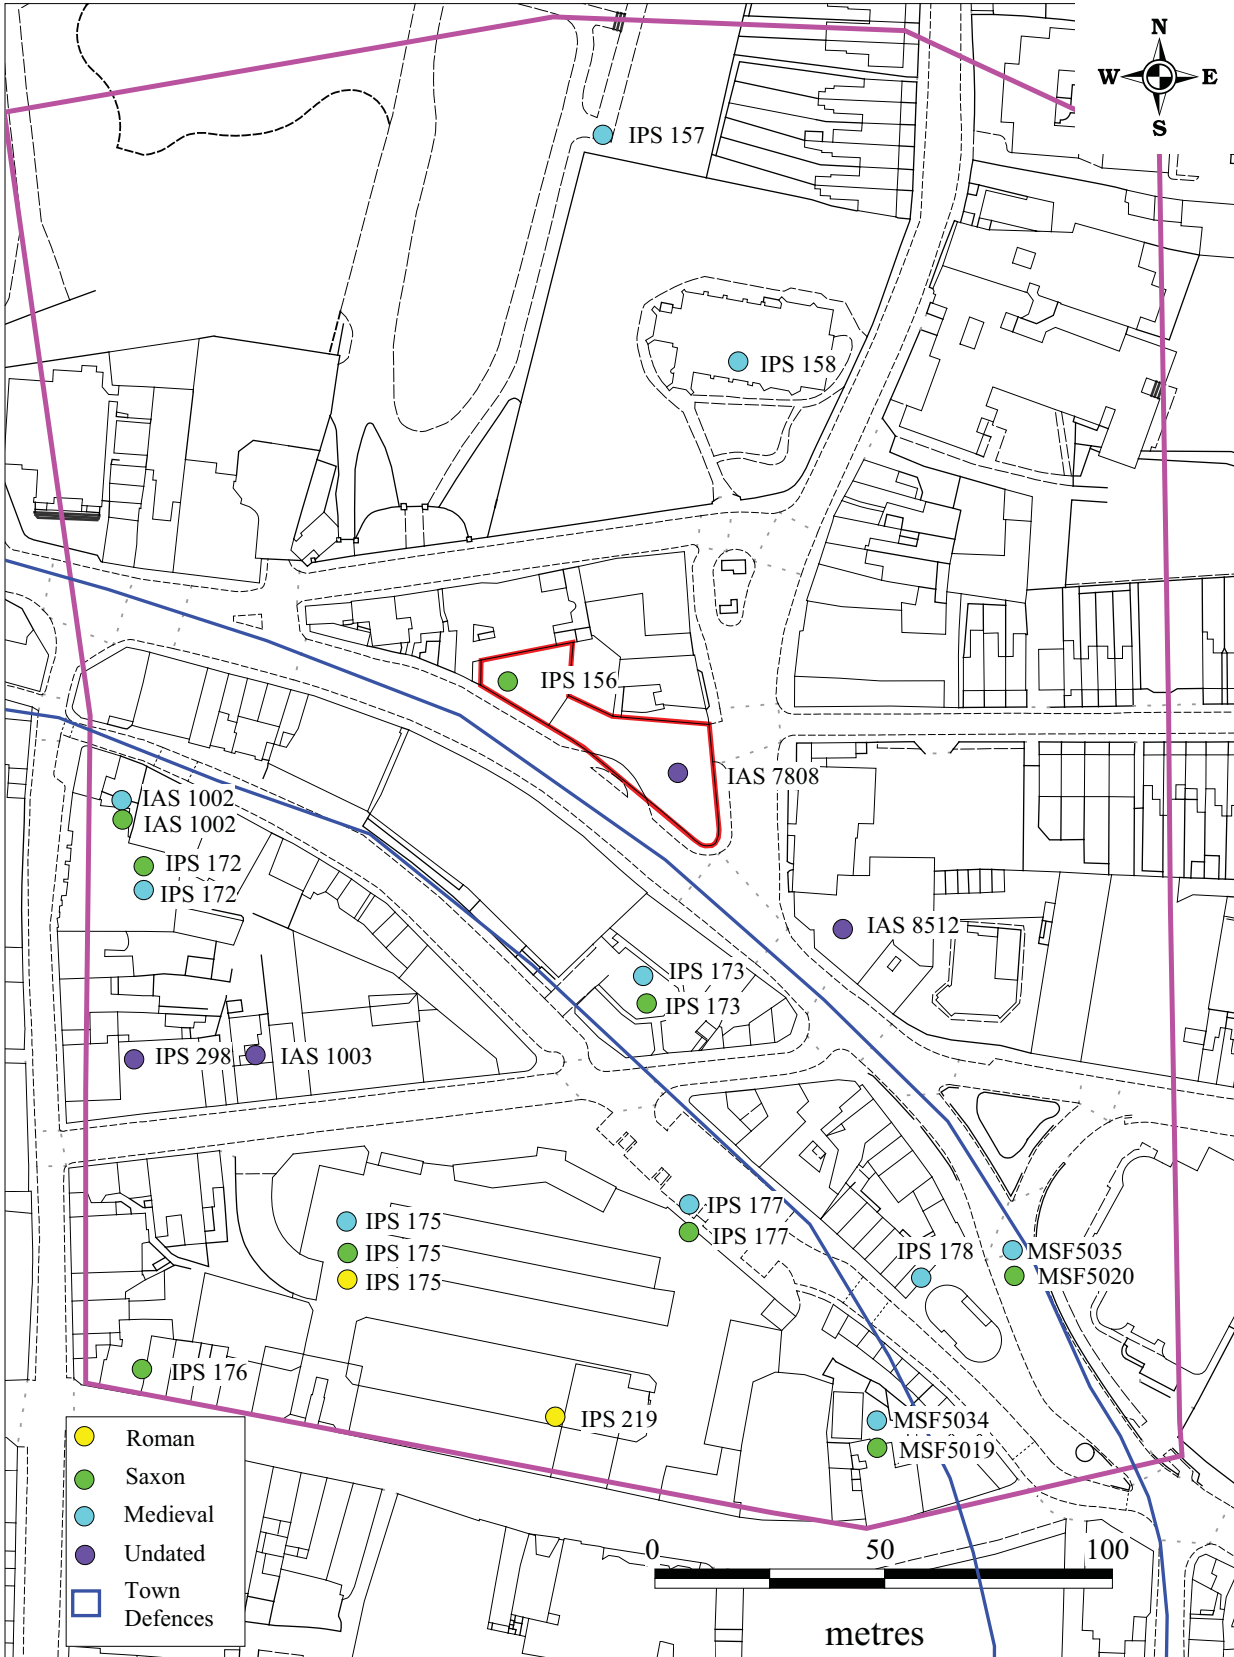 N
W E
S
IPS 157
IPS 158
IPS 156
IAS 7808
IAS 1002
IAS 1002
IPS 172
IPS 172
IAS 8512
IPS 173
IPS 173
IPS 298
IAS 1003
IPS 177
IPS 177
IPS 175
IPS 175
IPS 175
IPS 178
MSF5035
MSF5020
IPS 176
IPS 219
MSF5034
MSF5019
Roman
Saxon
Medieval
Undated
Town
Defences
0 50 100
metres